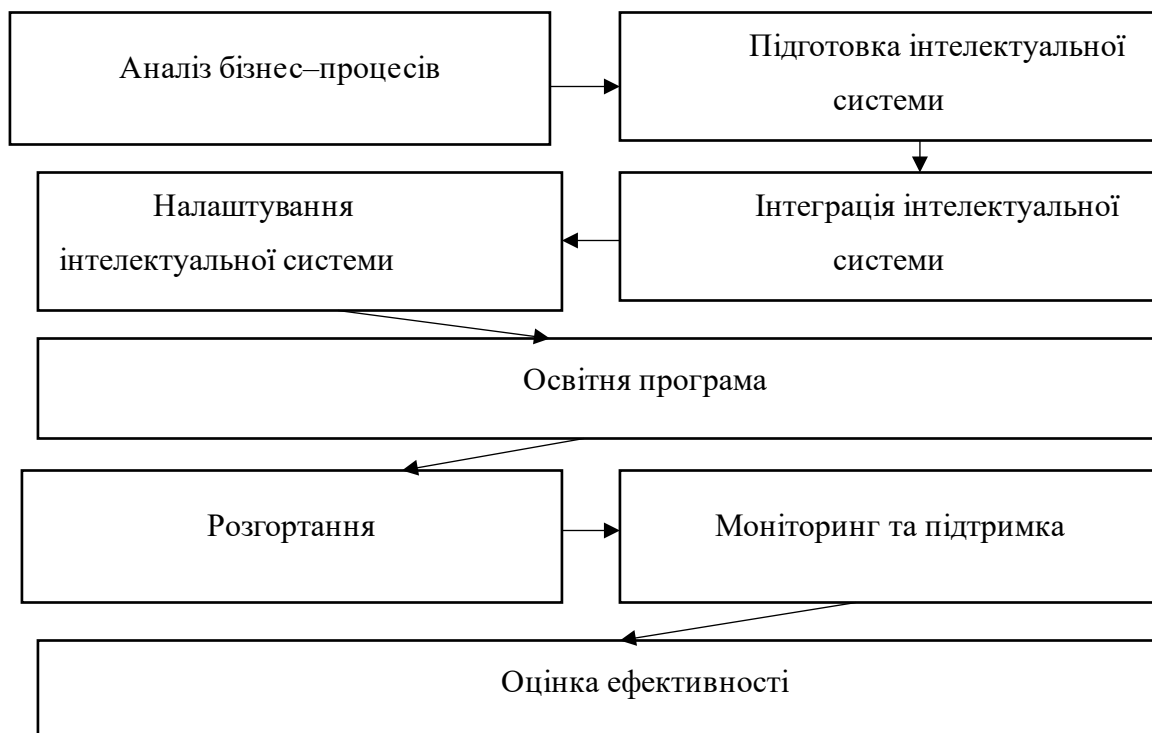 Аналіз бізнес–процесів
Підготовка інтелектуальної
системи
Інтеграція інтелектуальної
системи
Налаштування
інтелектуальної системи
Освітня програма
Розгортання
Моніторинг та підтримка
Оцінка ефективності